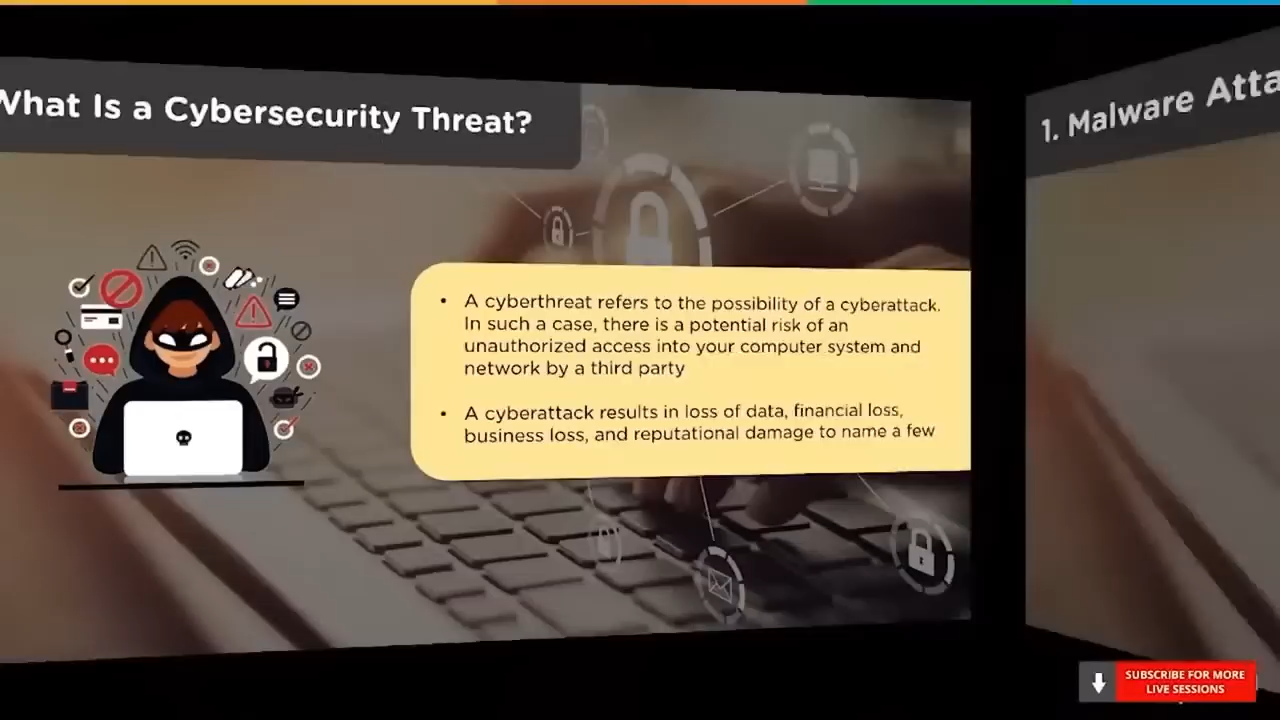 What Is a Cybersecurity Threat?
1. Malware
• A cyberthreat refers to the possibility of a cyberattack.
In such a case, there is a potential risk of an
unauthorized access into your computer system and
network by a third party
• A cyberattack results in loss of data, financial loss,
business loss, and reputational damage to name a few
SUBSCRIBE FOR MORE
LIVE SESSIONS